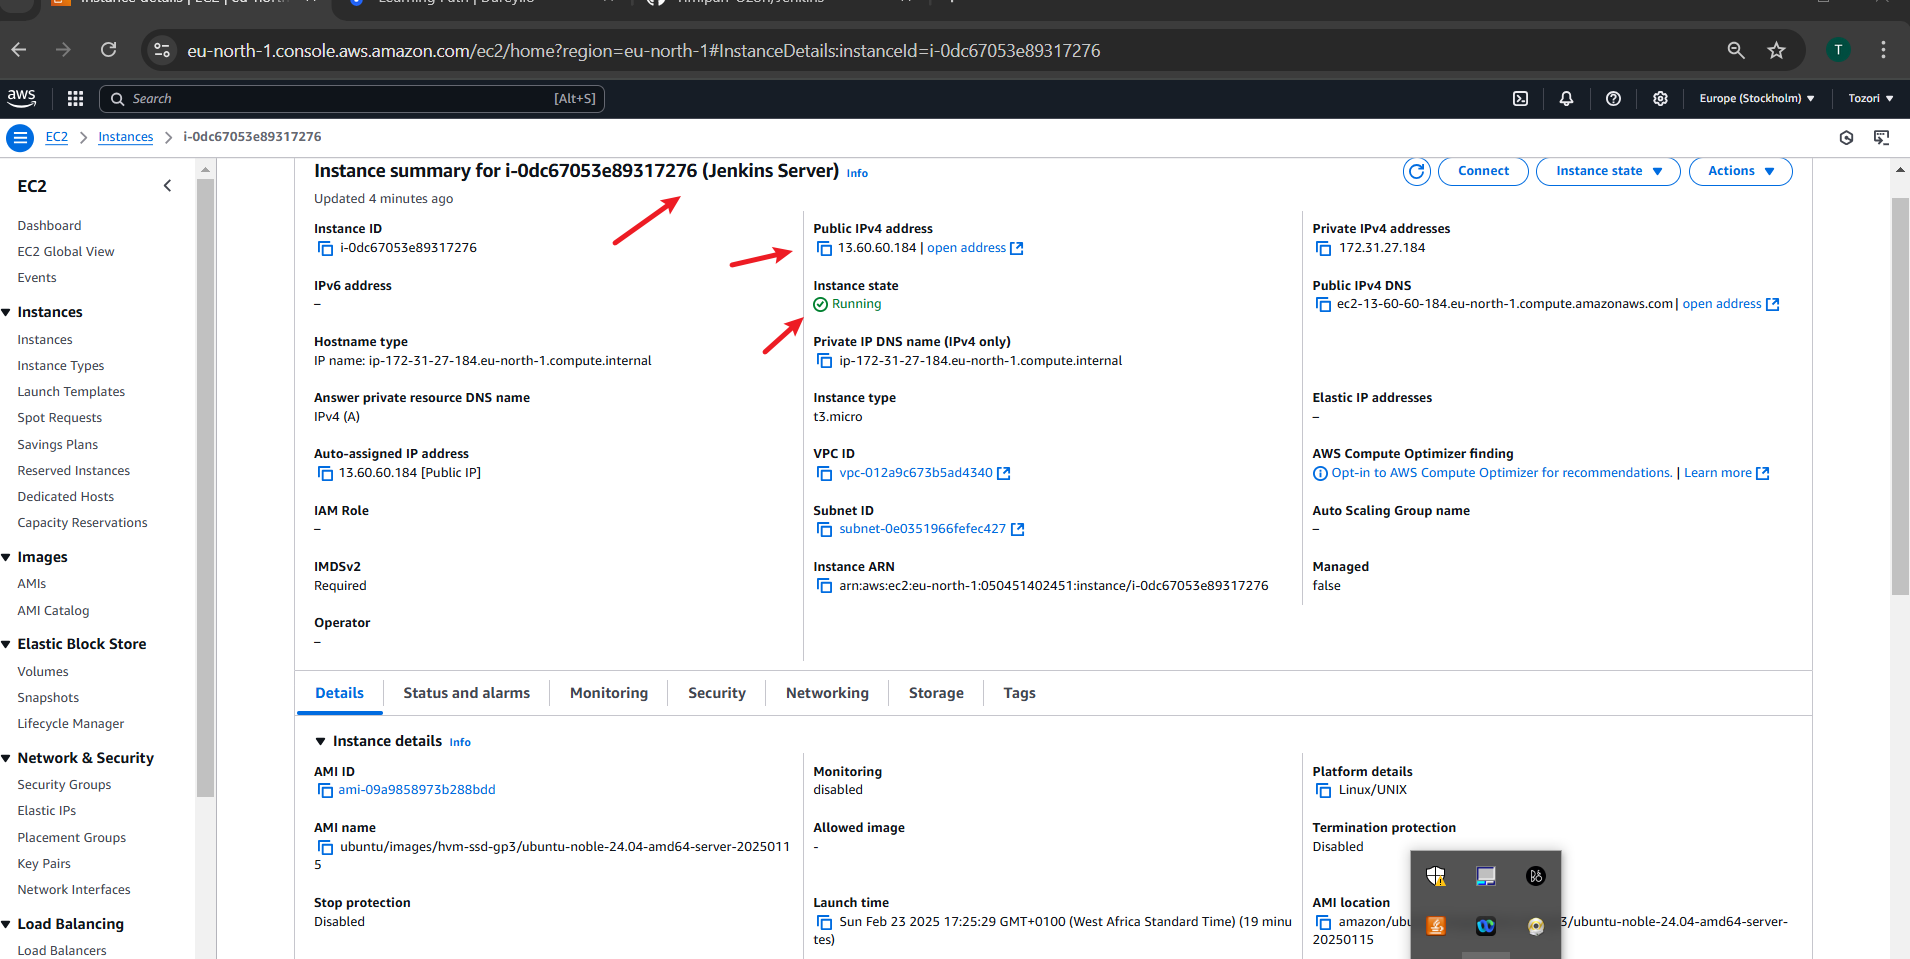 eu-north-1.console.aws.amazon.com/ec2/home?region=eu-north-1#InstanceDetails:instanceId=i-0dc67053e89317276
T
aws
Search
[Alt+S]
Europe (Stockholm)
Tozori
EC2
Instances
i-0dc67053e89317276
EC2
Dashboard
EC2 Global View
Events
Instances
Instances
Instance Types
Launch Templates
Spot Requests
Savings Plans
Reserved Instances
Dedicated Hosts
Capacity Reservations
Images
AMIs
AMI Catalog
Elastic Block Store
Volumes
Snapshots
Lifecycle Manager
Network & Security
Security Groups
Elastic IPs
Placement Groups
Key Pairs
Network Interfaces
Load Balancing
Load Balancers
Instance summary for i-0dc67053e89317276 (Jenkins Server) Info
Updated 4 minutes ago
Connect
Instance state
Actions
Instance ID
i-0dc67053e89317276
Public IPv4 address
13.60.60.184 | open address
Private IPv4 addresses
172.31.27.184
IPv6 address
–
Instance state
Running
Public IPv4 DNS
ec2-13-60-60-184.eu-north-1.compute.amazonaws.com | open address
Hostname type
IP name: ip-172-31-27-184.eu-north-1.compute.internal
Private IP DNS name (IPv4 only)
ip-172-31-27-184.eu-north-1.compute.internal
Answer private resource DNS name
IPv4 (A)
Instance type
t3.micro
Elastic IP addresses
–
Auto-assigned IP address
13.60.60.184 [Public IP]
VPC ID
vpc-012a9c673b5ad4340
AWS Compute Optimizer finding
Opt-in to AWS Compute Optimizer for recommendations. | Learn more
IAM Role
–
Subnet ID
subnet-0e0351966fefec427
Auto Scaling Group name
–
IMDSv2
Required
Instance ARN
arn:aws:ec2:eu-north-1:050451402451:instance/i-0dc67053e89317276
Managed
false
Operator
–
Details
Status and alarms
Monitoring
Security
Networking
Storage
Tags
Instance details Info
AMI ID
ami-09a9858973b288bdd
Monitoring
disabled
Platform details
Linux/UNIX
AMI name
ubuntu/images/hvm-ssd-gp3/ubuntu-noble-24.04-amd64-server-2025011
5
Allowed image
-
Termination protection
Disabled
Stop protection
Disabled
Launch time
Sun Feb 23 2025 17:25:29 GMT+0100 (West Africa Standard Time) (19 minu
tes)
AMI location
amazon/ubu 3/ubuntu-noble-24.04-amd64-server-
20250115